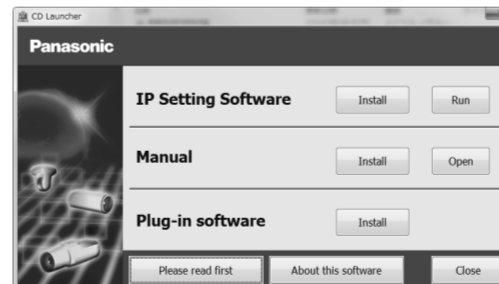 CD Launcher
Panasonic
IP Setting Software Install Run
Manual Install Open
Plug-in software Install
Please read first About this software Close